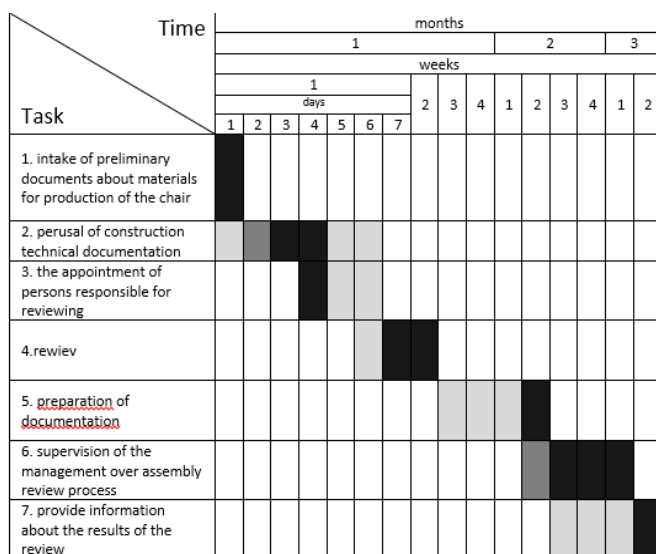 Time
months
1 2 3
weeks
1
days
2 3 4 1 2 3 4 1 2
Task
1 2 3 4 5 6 7
1. intake of preliminary
documents about materials
for production of the chair
2. perusal of construction
technical documentation
3. the appointment of
persons responsible for
reviewing
4.rewiev
5. preparation of
documentation
6. supervision of the
management over assembly
review process
7. provide information
about the results of the
review